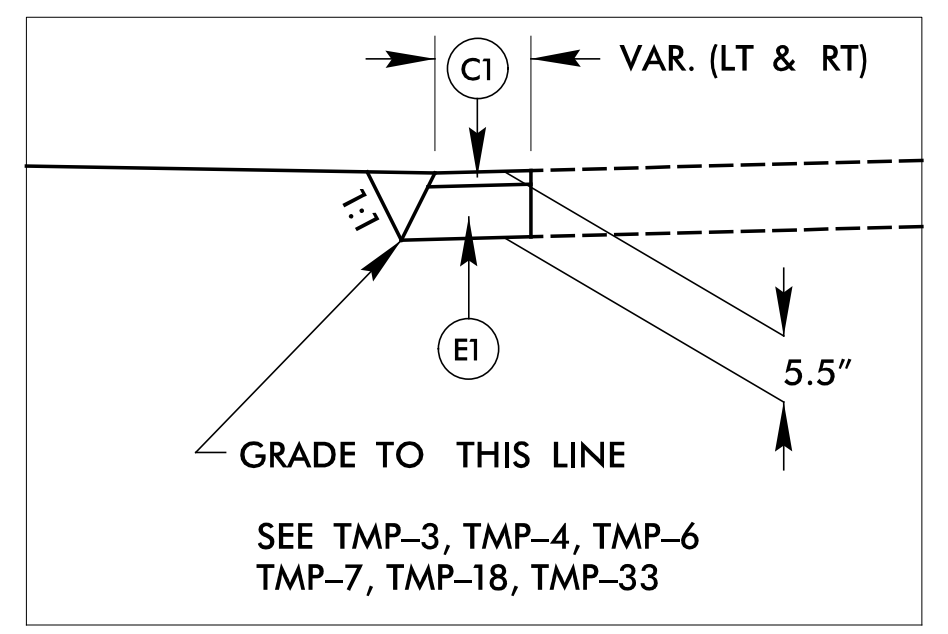 C1
VAR. (LT & RT)
1:1
E1
5.5"
GRADE TO THIS LINE
SEE TMP–3, TMP–4, TMP–6
TMP–7, TMP–18, TMP–33